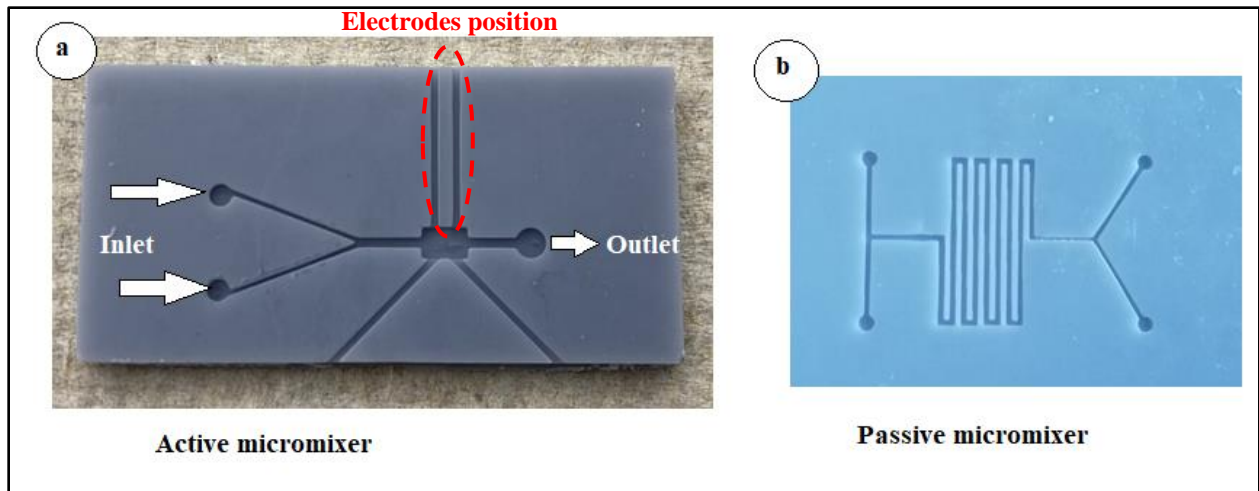 Electrodes position
a
b
Inlet
Outlet
Active micromixer
Passive micromixer